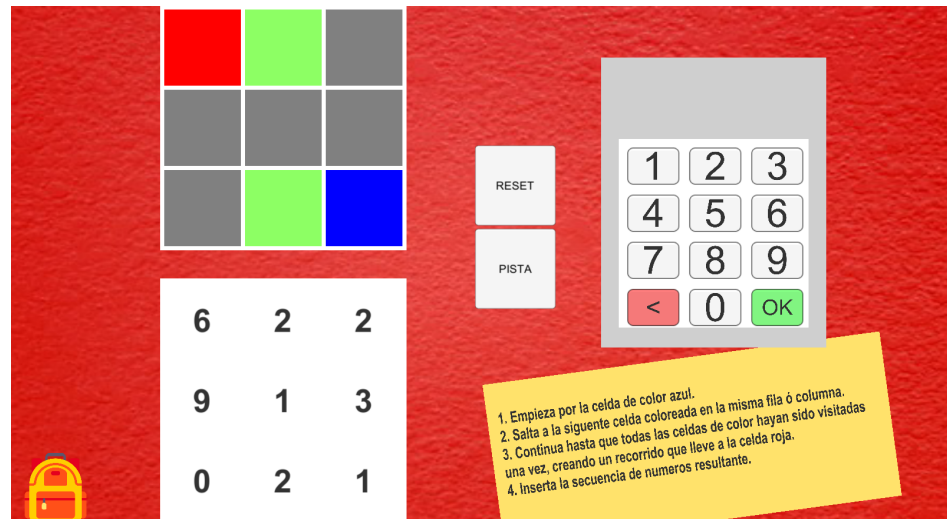 RESET
PISTA
1 2 3
4 5 6
7 8 9
< 0 OK
6 2 2
9 1 3
0 2 1
1. Empieza por la celda de color azul.
2. Salta a la siguente celda coloreada en la misma fila ó columna.
3. Continua hasta que todas las celdas de color hayan sido visitadas
una vez, creando un recorrido que lleve a la celda roja.
4. Inserta la secuencia de numeros resultante.